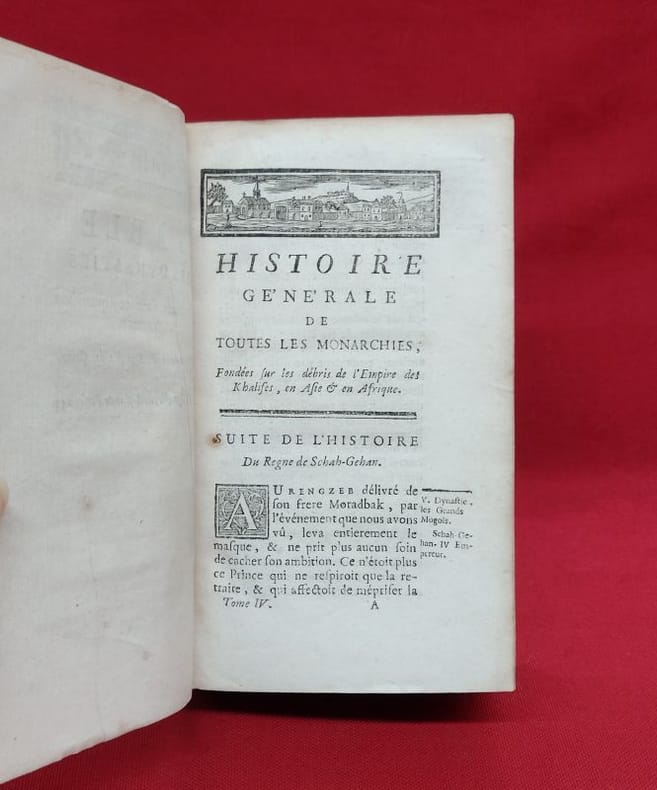 HISTOIRE
GE'NE'RALE
DE
TOUTES LES MONARCHIES,
Fondées ſur les débris de l'Empire des
Khalifes, en Aſie & en Afrique.
SUITE DE L'HISTOIRE
Du Regne de Schah-Gehan.
AURENGZEB délivré de
ſon frere Moradbak, par
l'événement que nous avons
vû, leva entierement le
maſque, & ne prit plus aucun ſoin
de cacher ſon ambition. Ce n'étoit plus
ce Prince qui ne reſpiroit que la re-
traite, & qui affectoit de mépriſer la
V. Dynaſtie,
les Grands
Mogols.
Schah-Ge-
han. IV Em-
pereur.
Tome IV. A